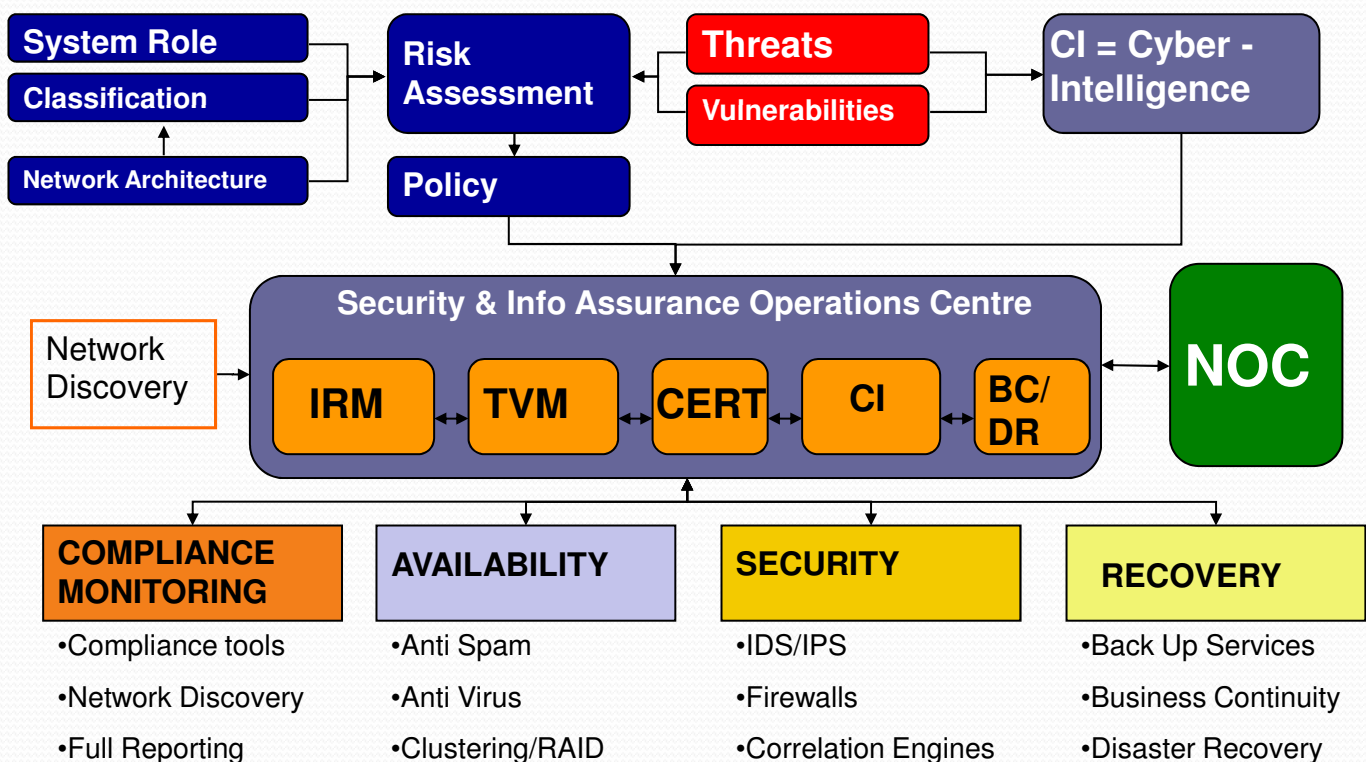 System Role
Classification
Network Architecture
Risk
Assessment
Policy
Threats
Vulnerabilities
CI = Cyber -
Intelligence
Security & Info Assurance Operations Centre
Network
Discovery
IRM
TVM
CERT
CI
BC/
DR
NOC
COMPLIANCE
MONITORING
•Compliance tools
•Network Discovery
•Full Reporting
AVAILABILITY
•Anti Spam
•Anti Virus
•Clustering/RAID
SECURITY
•IDS/IPS
•Firewalls
•Correlation Engines
RECOVERY
•Back Up Services
•Business Continuity
•Disaster Recovery